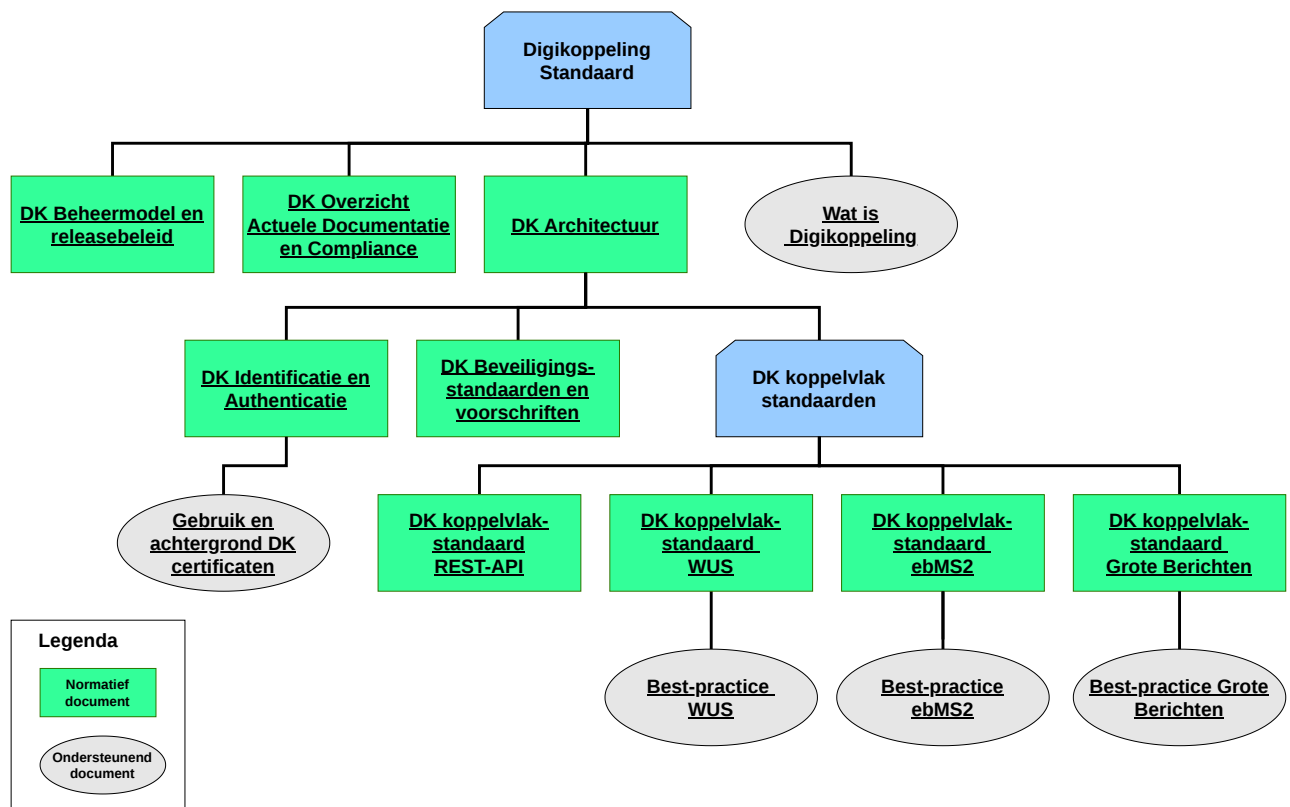 Digikoppeling
Standaard
DK Beheermodel en
releasebeleid
DK Overzicht
Actuele Documentatie
en Compliance
DK Architectuur
Wat is
Digikoppeling
DK Identificatie en
Authenticatie
DK Beveiligings-
standaarden en
voorschriften
DK koppelvlak
standaarden
Gebruik en
achtergrond DK
certificaten
DK koppelvlak-
standaard
REST-API
DK koppelvlak-
standaard
WUS
DK koppelvlak-
standaard
ebMS2
DK koppelvlak-
standaard
Grote Berichten
Best-practice
WUS
Best-practice
ebMS2
Best-practice Grote
Berichten
Legenda
Normatief
document
Ondersteunend
document